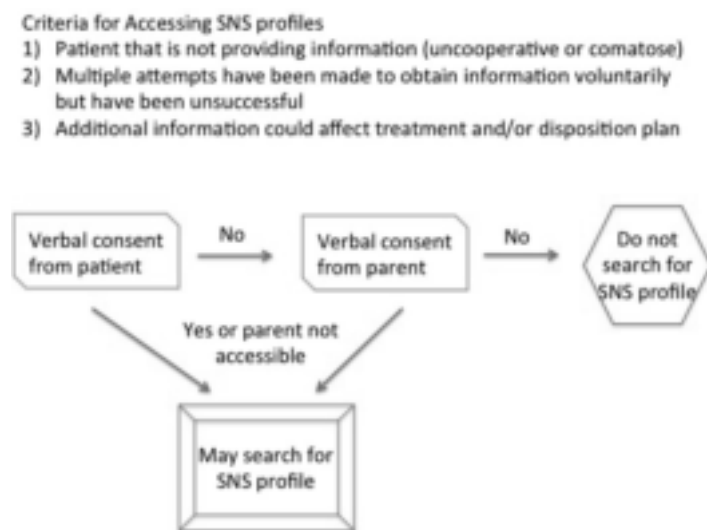 Criteria for Accessing SNS profiles
1) Patient that is not providing information (uncooperative or comatose)
2) Multiple attempts have been made to obtain information voluntarily
but have been unsuccessful
3) Additional information could affect treatment and/or disposition plan
Verbal consent
from patient
No
Verbal consent
from parent
No
Do not
search for
SNS profile
Yes or parent not
accessible
May search for
SNS profile